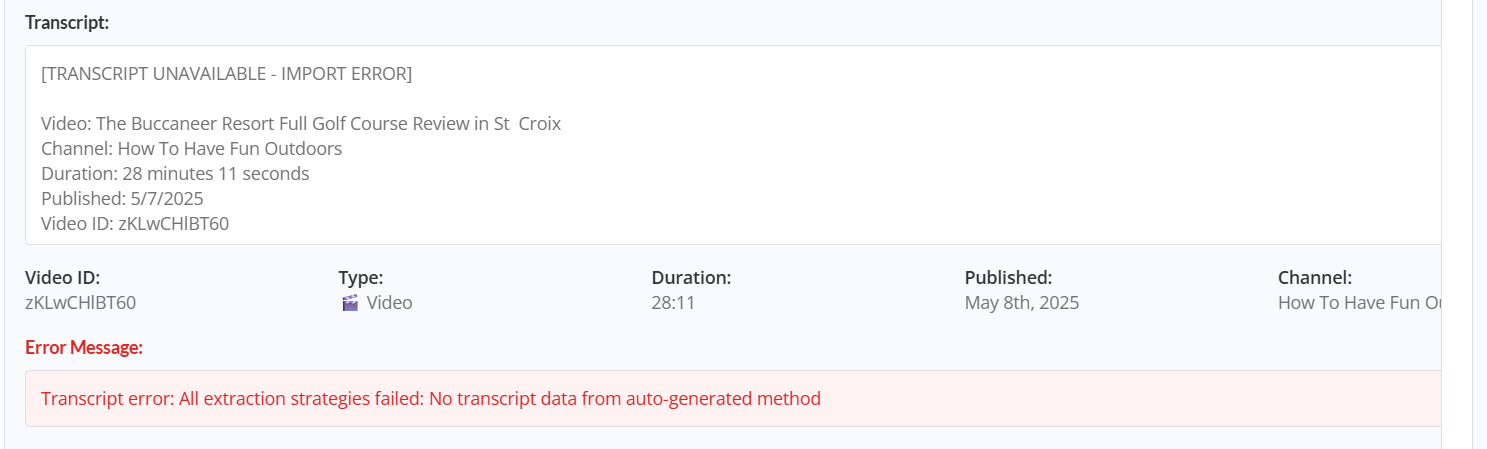 Transcript:
[TRANSCRIPT UNAVAILABLE - IMPORT ERROR]
Video: The Buccaneer Resort Full Golf Course Review in St  Croix
Channel: How To Have Fun Outdoors
Duration: 28 minutes 11 seconds
Published: 5/7/2025
Video ID: zKLwCHlBT60
Video ID: Type: Duration: Published: Channel:
zKLwCHlBT60 Video 28:11 May 8th, 2025 How To Have Fun
Error Message:
Transcript error: All extraction strategies failed: No transcript data from auto-generated method